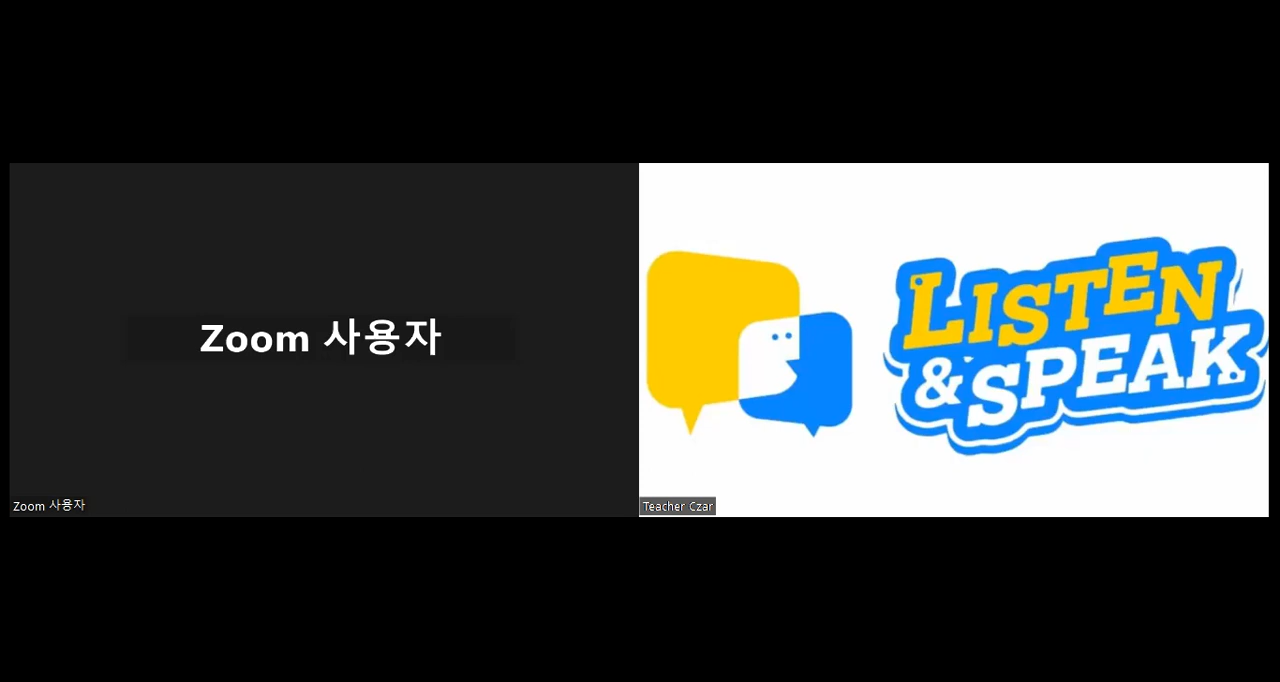 Zoom 사용자
Zoom 사용자
LISTEN
&SPEAK
Teacher Czar